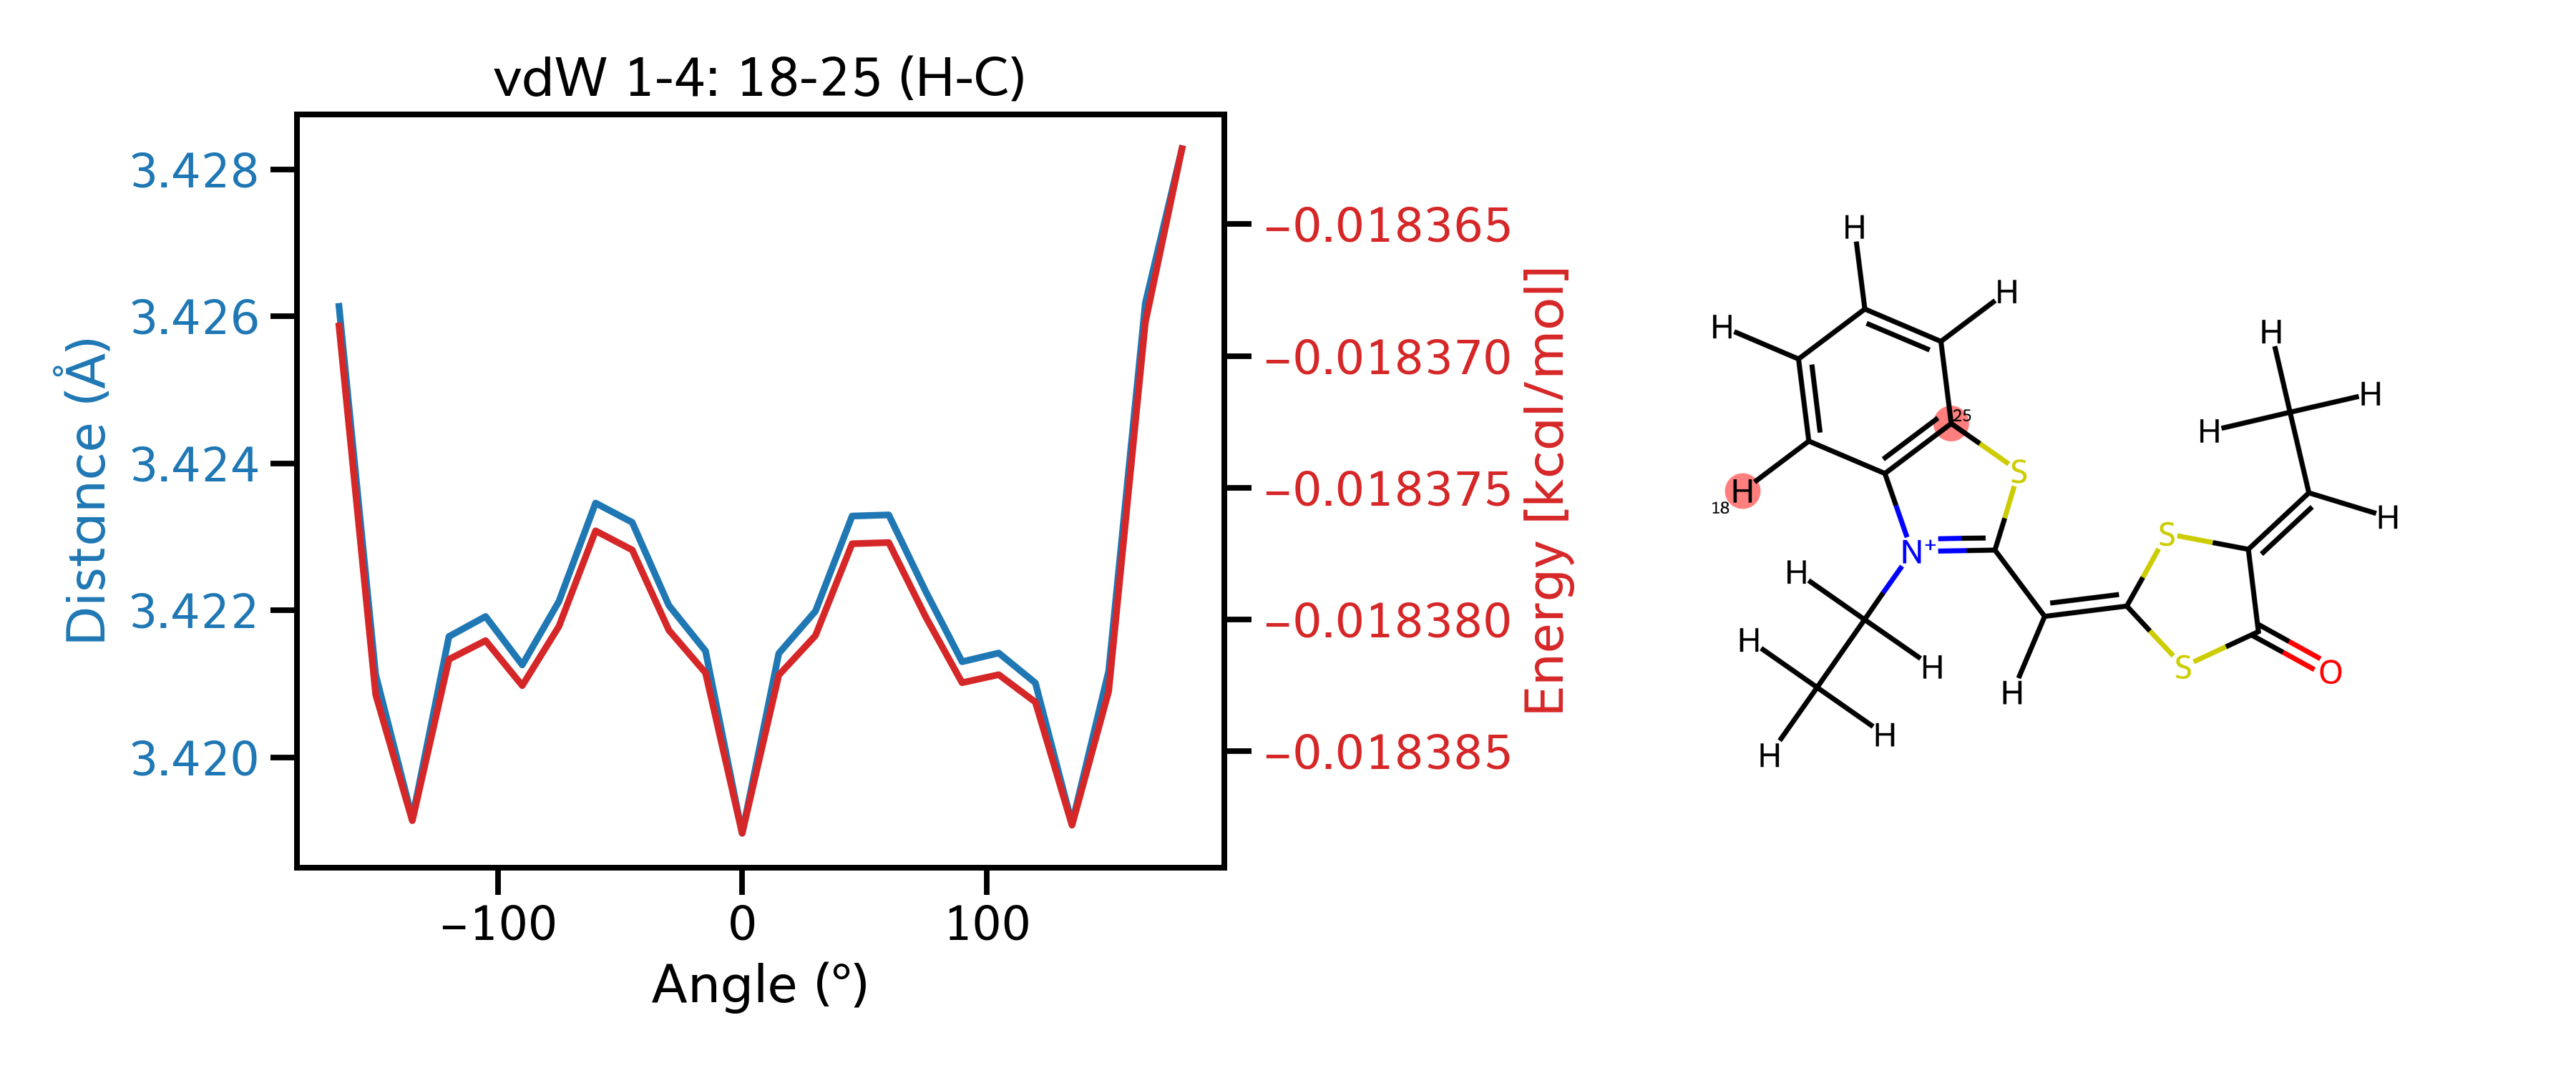 vdW 1-4: 18-25 (H-C)
Distance (Å)
3.428
3.426
3.424
3.422
3.420
−0.018365
−0.018370
−0.018375
−0.018380
−0.018385
Energy [kcal/mol]
−100 0 100
Angle (°)
H
H
H
H
H
H
H
25
S
H
18
H
S
N+
H
H
H
S
O
H
H
H